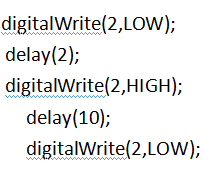 digitalWrite(2,LOW);
delay(2);
digitalWrite(2,HIGH);
delay(10);
digitalWrite(2,LOW);